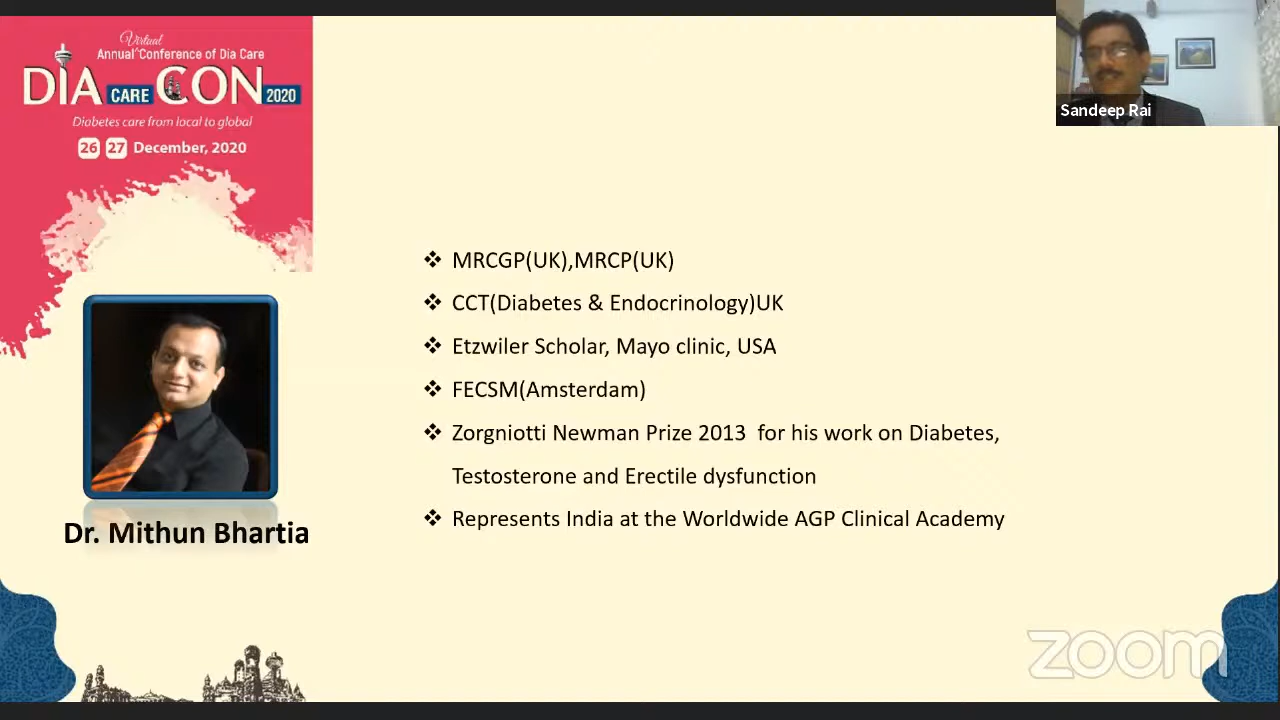 Virtual
Annual Conference of Dia Care
DIA CARE CON 2020
Diabetes care from local to global
26 27 December, 2020
Sandeep Rai
❖ MRCGP(UK),MRCP(UK)
❖ CCT(Diabetes & Endocrinology)UK
❖ Etzwiler Scholar, Mayo clinic, USA
❖ FECSM(Amsterdam)
❖ Zorgniotti Newman Prize 2013 for his work on Diabetes,
Testosterone and Erectile dysfunction
❖ Represents India at the Worldwide AGP Clinical Academy
Dr. Mithun Bhartia
zoom